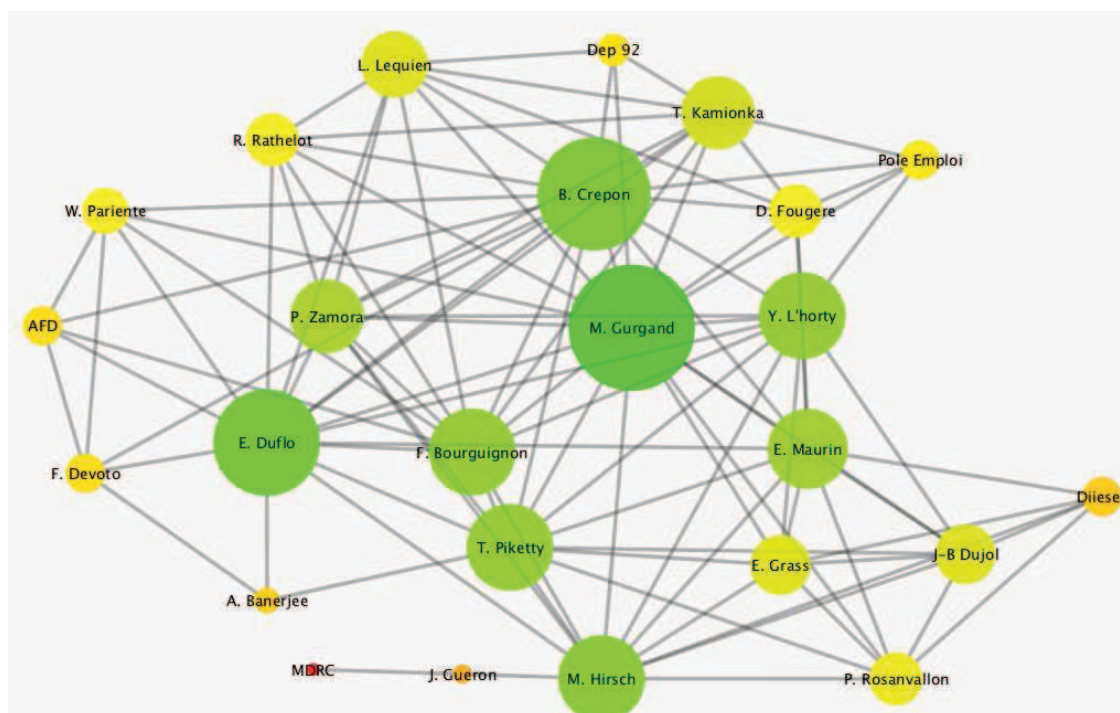 Dep 92
L. Lequien
T. Kamionka
R. Rathelot
Pole Emploi
B. Crepon
W. Pariente
D. Fougere
AFD
P. Zamora
M. Gurgand
Y. L'horty
E. Duflo
F. Bourguignon
E. Maurin
F. Devoto
Diiese
T. Piketty
E. Grass
J-B Dujol
A. Banerjee
MDRC
J. Gueron
M. Hirsch
P. Rosanvallon